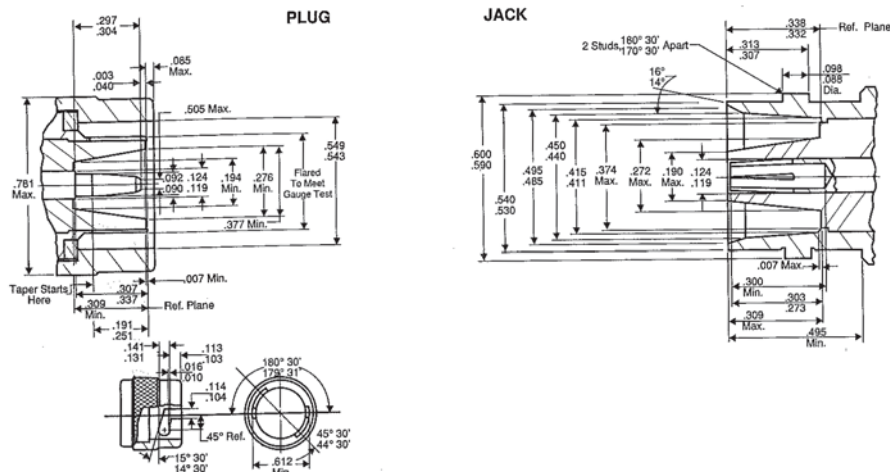 PLUG
.297
.304
.085
Max.
.003
.040
.505 Max.
.781
Max.
.092
.090
.124
.119
.194
Min.
.276
Min.
Flared
To Meet
Gauge Test
.549
.543
.377 Min.
.007 Min.
Taper Starts
Here
.307
.337
Ref. Plane
.309
Min.
.191
.251
.141
.131
.113
.103
.016
.010
.114
.104
45° Ref.
15° 30'
14° 30'
180° 30'
179° 31'
45° 30'
44° 30'
.612
Min.
JACK
.338
.332
Ref. Plane
2 Studs, 180° 30' Apart
170° 30'
.313
.307
.098
.088
Dia.
16°
14°
.600
.590
.540
.530
.495
.485
.450
.440
.415
.411
.374
Max.
.272
Max.
.190
Max.
.124
.119
.007 Max.
.300
Min.
.303
.273
.309
Max.
.495
Min.